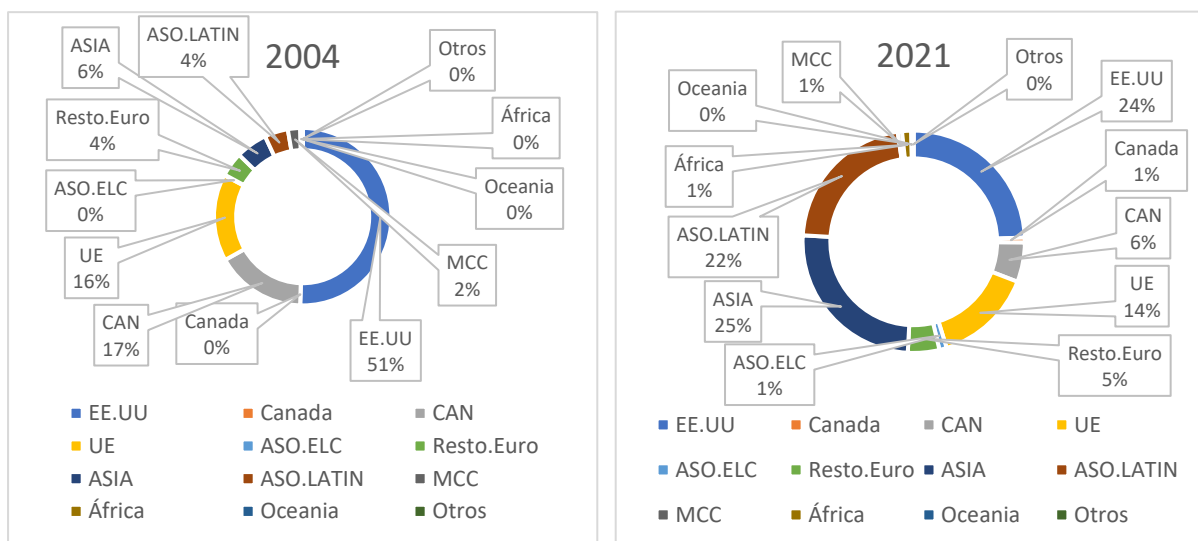 2004
ASIA
6%
ASO.LATIN
4%
Otros
0%
África
0%
Oceania
0%
MCC
2%
EE.UU
51%
Canada
0%
CAN
17%
UE
16%
ASO.ELC
0%
Resto.Euro
4%
EE.UU
Canada
CAN
UE
ASO.ELC
Resto.Euro
ASIA
ASO.LATIN
MCC
África
Oceania
Otros
2021
MCC
1%
Otros
0%
EE.UU
24%
Canada
1%
CAN
6%
UE
14%
Resto.Euro
5%
ASO.ELC
1%
ASIA
25%
ASO.LATIN
22%
África
1%
Oceania
0%
EE.UU
Canada
CAN
UE
ASO.ELC
Resto.Euro
ASIA
ASO.LATIN
MCC
África
Oceania
Otros